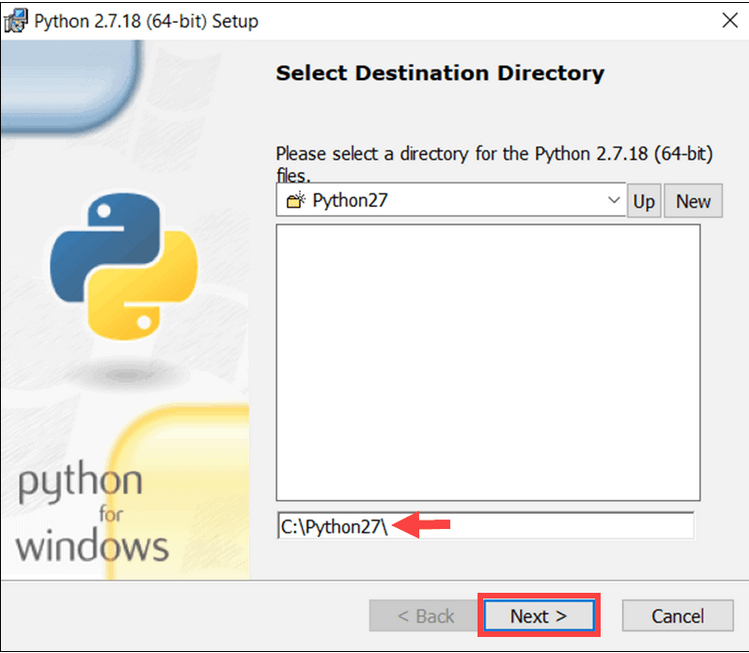 Python 2.7.18 (64-bit) Setup
Select Destination Directory
Please select a directory for the Python 2.7.18 (64-bit)
files.
Python27
Up
New
C:\Python27\
python
for
windows
< Back
Next >
Cancel